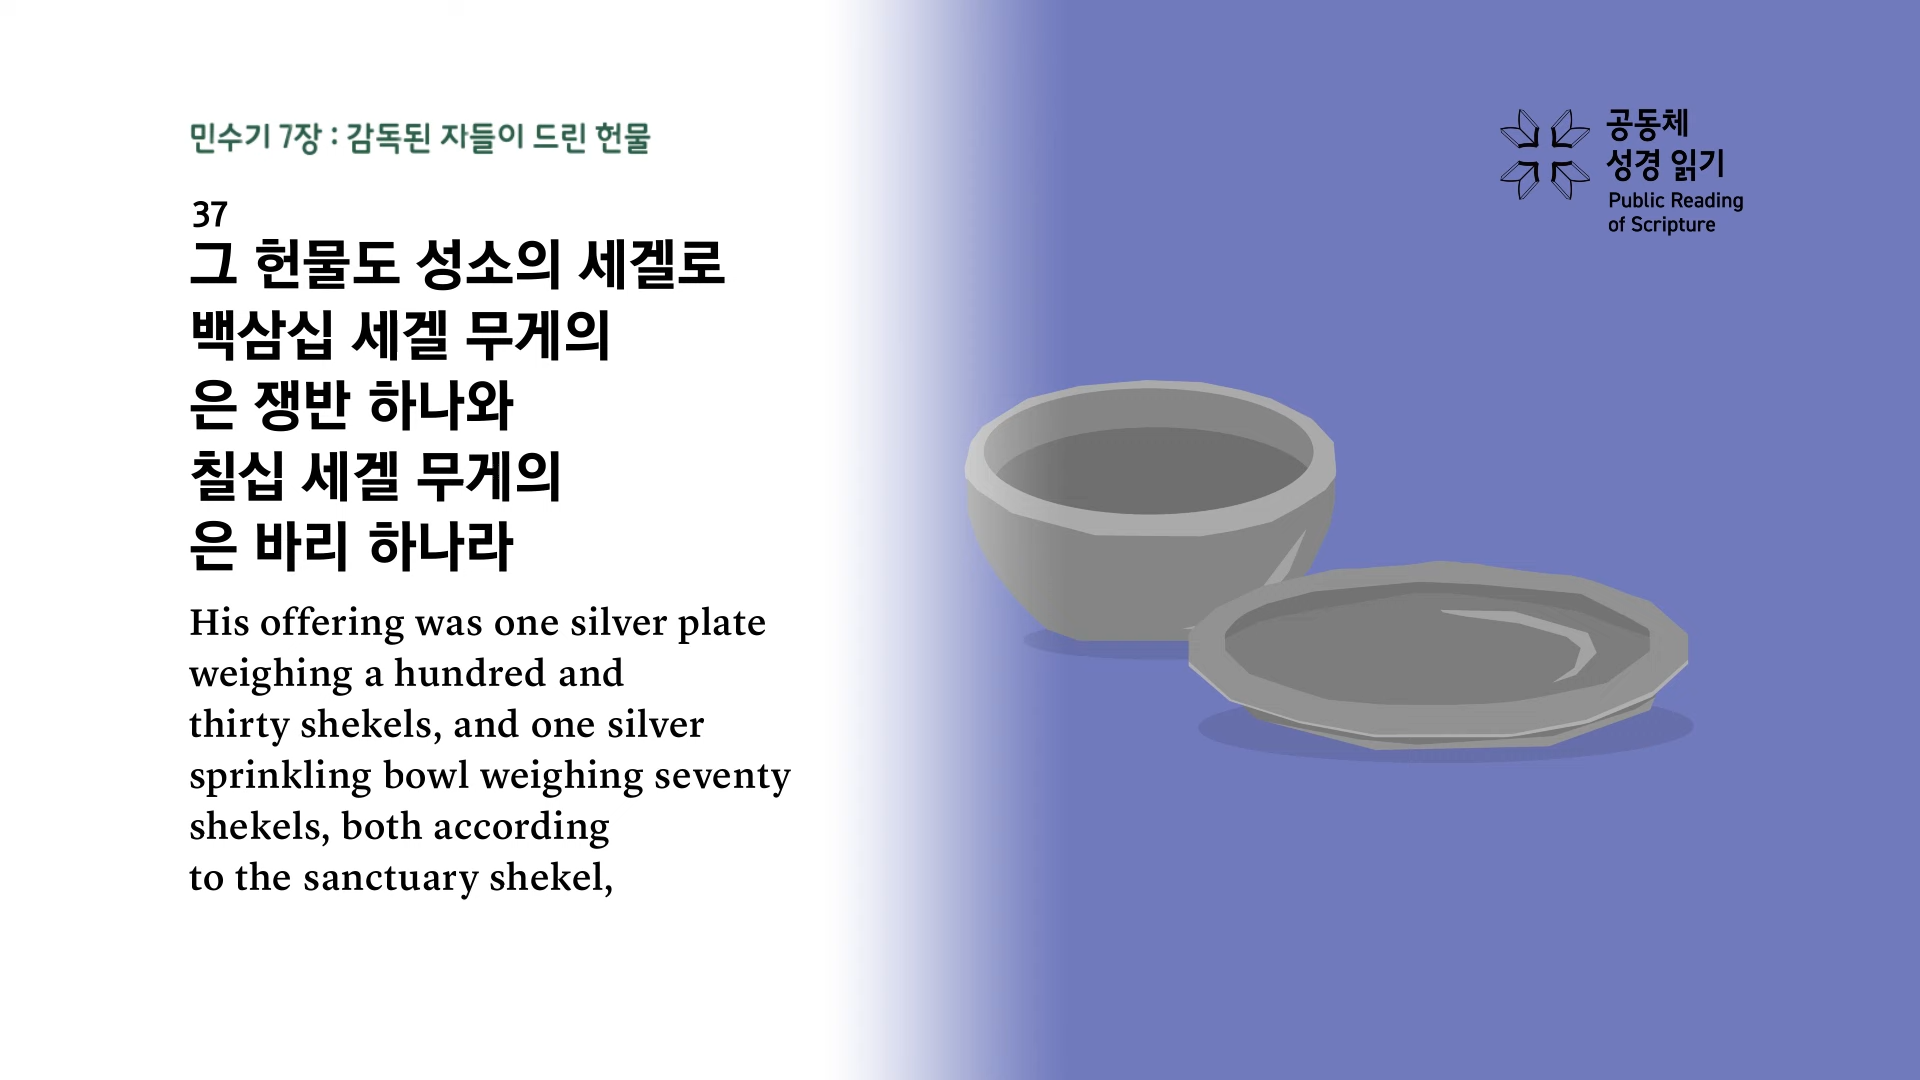 민수기 7장 : 감독된 자들이 드린 헌물
37
그 헌물도 성소의 세겔로
백삼십 세겔 무게의
은 쟁반 하나와
칠십 세겔 무게의
은 바리 하나라
His offering was one silver plate
weighing a hundred and
thirty shekels, and one silver
sprinkling bowl weighing seventy
shekels, both according
to the sanctuary shekel,
공동체
성경 읽기
Public Reading
of Scripture